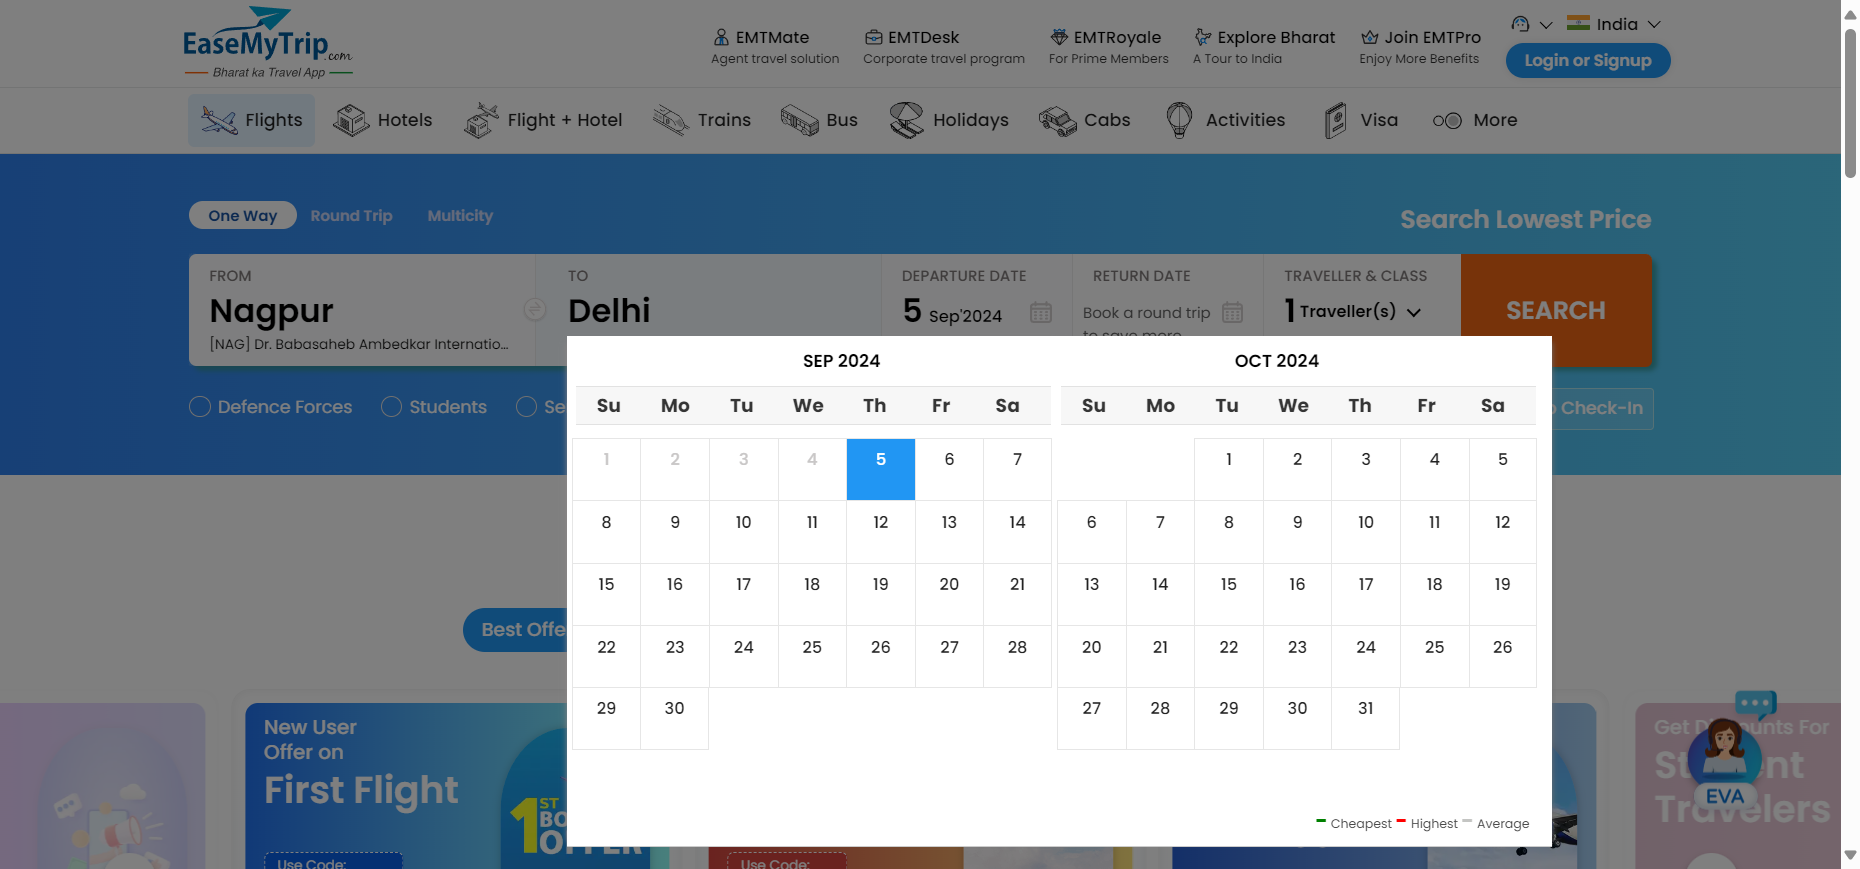 EaseMyTrip.com
Bharat ka Travel App
EMTMate
Agent travel solution
EMTDesk
Corporate travel program
EMTRoyale
For Prime Members
Explore Bharat
A Tour to India
Join EMTPro
Enjoy More Benefits
India
Login or Signup
Flights
Hotels
Flight + Hotel
Trains
Bus
Holidays
Cabs
Activities
Visa
More
One Way
Round Trip
Multicity
Search Lowest Price
FROM
Nagpur
[NAG] Dr. Babasaheb Ambedkar Internatio...
TO
Delhi
DEPARTURE DATE
5 Sep'2024
RETURN DATE
Book a round trip
to save more
TRAVELLER & CLASS
1 Traveller(s)
SEARCH
Defence Forces
Students
Se
Check-In
SEP 2024
Su Mo Tu We Th Fr Sa
1 2 3 4 5 6 7
8 9 10 11 12 13 14
15 16 17 18 19 20 21
22 23 24 25 26 27 28
29 30
OCT 2024
Su Mo Tu We Th Fr Sa
1 2 3 4 5
6 7 8 9 10 11 12
13 14 15 16 17 18 19
20 21 22 23 24 25 26
27 28 29 30 31
Cheapest Highest Average
Best Offe
New User
Offer on
First Flight
Use Code:
1ST
BO
OFFER
Use Code:
Get Discounts For
Student
Travelers
EVA